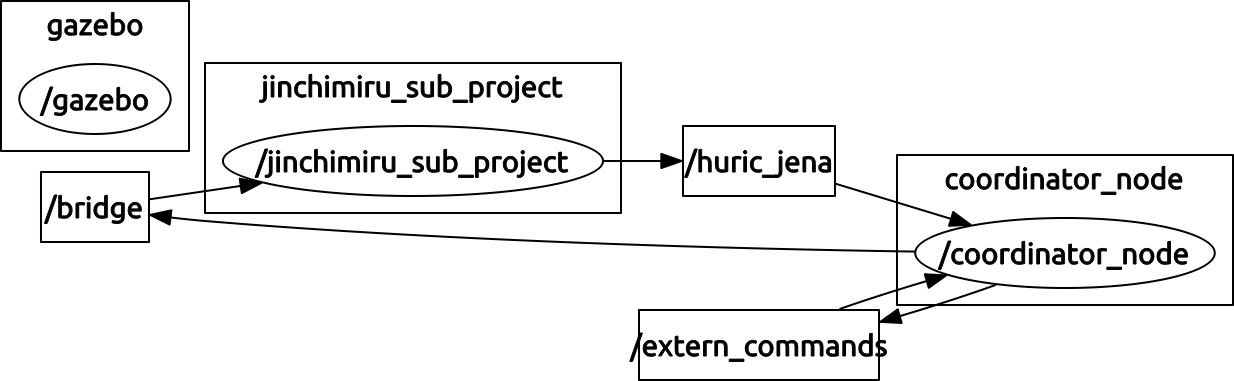 gazebo
/gazebo
jinchimiru_sub_project
/jinchimiru_sub_project
/bridge
/huric_jena
coordinator_node
/coordinator_node
/extern_commands